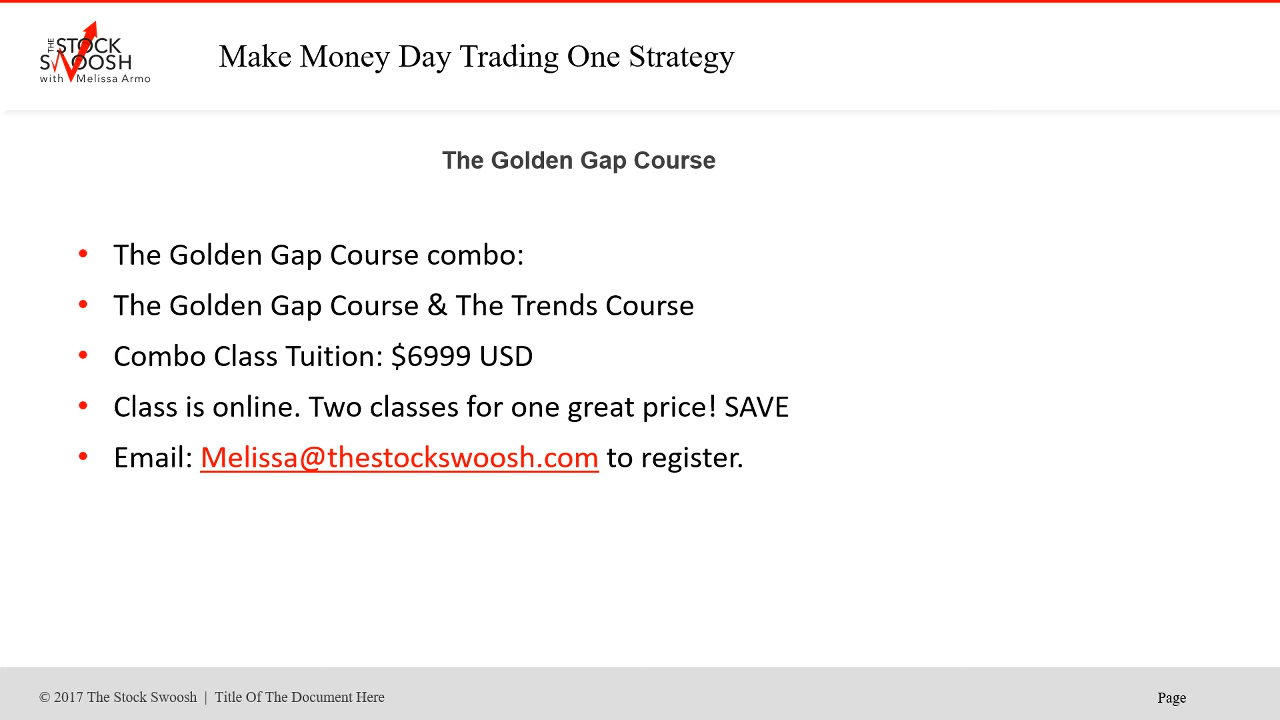 THE STOCK
SWOOSH
with Melissa Armo
Make Money Day Trading One Strategy
The Golden Gap Course
• The Golden Gap Course combo:
• The Golden Gap Course & The Trends Course
• Combo Class Tuition: $6999 USD
• Class is online. Two classes for one great price! SAVE
• Email: Melissa@thestockswoosh.com to register.
© 2017 The Stock Swoosh | Title Of The Document Here
Page